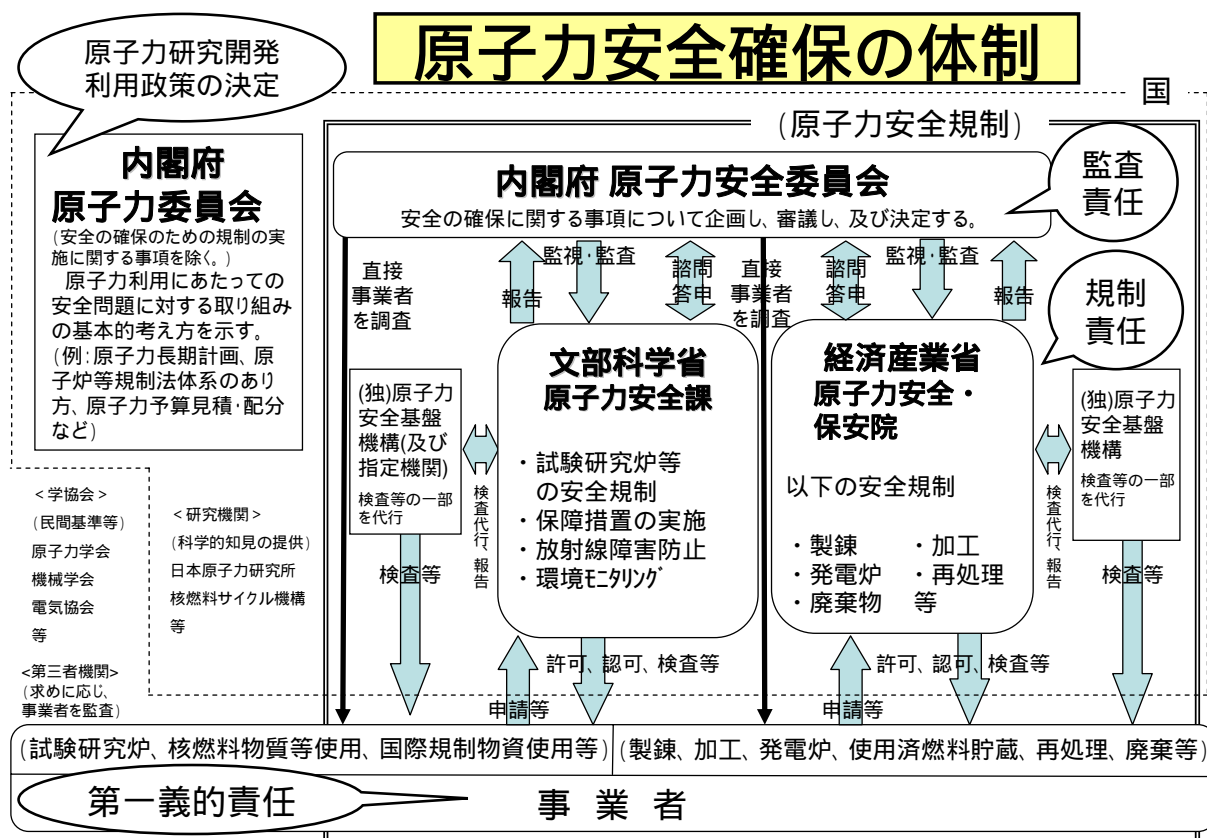 原子力安全確保の体制
原子力研究開発
利用政策の決定
国
(原子力安全規制)
内閣府
原子力委員会
(安全の確保のための規制の実
施に関する事項を除く。)
原子力利用にあたっての
安全問題に対する取り組み
の基本的考え方を示す。
(例:原子力長期計画、原
子炉等規制法体系のあり
方、原子力予算見積・配分
など)
内閣府 原子力安全委員会
安全の確保に関する事項について企画し、審議し、及び決定する。
監査
責任
直接
事業者
を調査
報告
監視・監査
諮問
答申
直接
事業者
を調査
諮問
答申
監視・監査
報告
規制
責任
(独)原子力
安全基盤
機構(及び
指定機関)
検査等の一部
を代行
検査代行、報告
文部科学省
原子力安全課
・試験研究炉等
の安全規制
・保障措置の実施
・放射線障害防止
・環境ﾓﾆタリンク゛
経済産業省
原子力安全・
保安院
以下の安全規制
・製錬 ・加工
・発電炉 ・再処理
・廃棄物 等
検査代行、報告
(独)原子力
安全基盤
機構
検査等の一部
を代行
<学協会>
(民間基準等)
原子力学会
機械学会
電気協会
等
<研究機関>
(科学的知見の提供)
日本原子力研究所
核燃料サイクル機構
等
<第三者機関>
(求めに応じ、
事業者を監査)
検査等
申請等
許可、認可、検査等
申請等
許可、認可、検査等
検査等
(試験研究炉、核燃料物質等使用、国際規制物資使用等)
(製錬、加工、発電炉、使用済燃料貯蔵、再処理、廃棄等)
第一義的責任
事 業 者